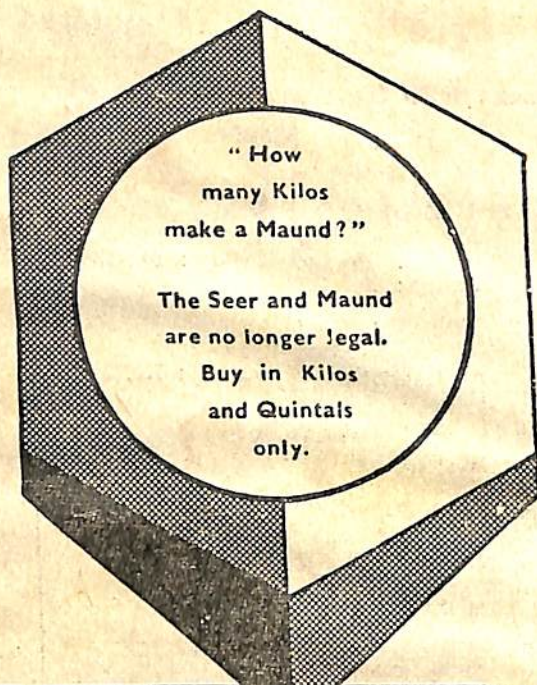 “ How
many Kilos
make a Maund?”
The Seer and Maund
are no longer legal.
Buy in Kilos
and Quintals
only.